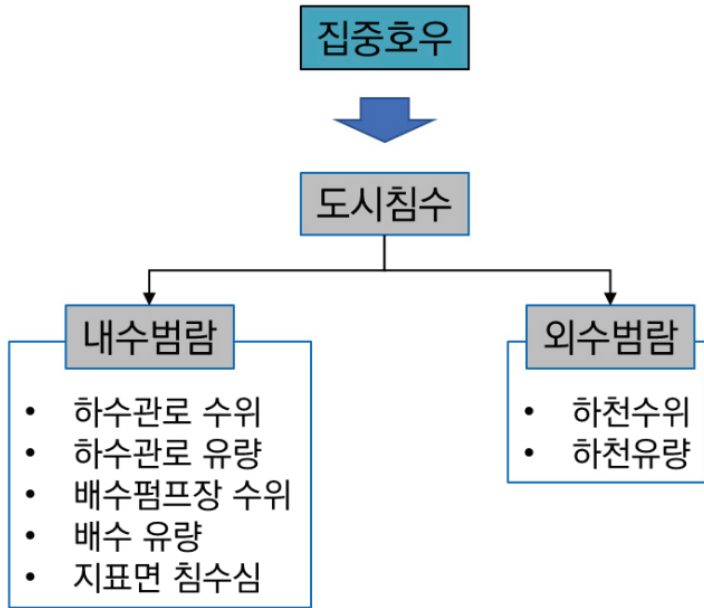 집중호우
도시침수
내수범람
• 하수관로 수위
• 하수관로 유량
• 배수펌프장 수위
• 배수 유량
• 지표면 침수심
외수범람
• 하천수위
• 하천유량